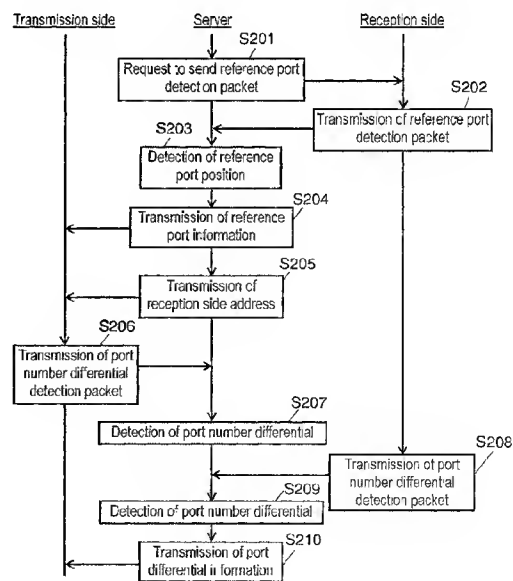 Transmission side
Server
Reception side
S201
Request to send reference port
detection packet
S202
Transmission of reference port
detection packet
S203
Detection of reference
port position
S204
Transmission of reference
port information
S205
Transmission of
reception side address
S206
Transmission of port
number differential
detection packet
S207
Detection of port number differential
S208
Transmission of port
number differential
detection packet
S209
Detection of port number differential
S210
Transmission of port
differential information